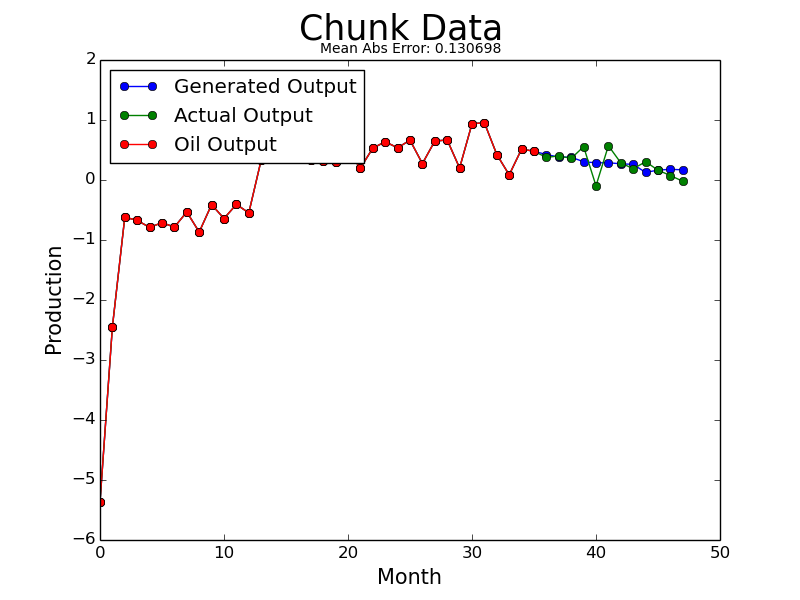 Chunk Data
Mean Abs Error: 0.130698
Generated Output
Actual Output
Oil Output
2
1
0
−1
−2
−3
−4
−5
−6
Production
0 10 20 30 40 50
Month